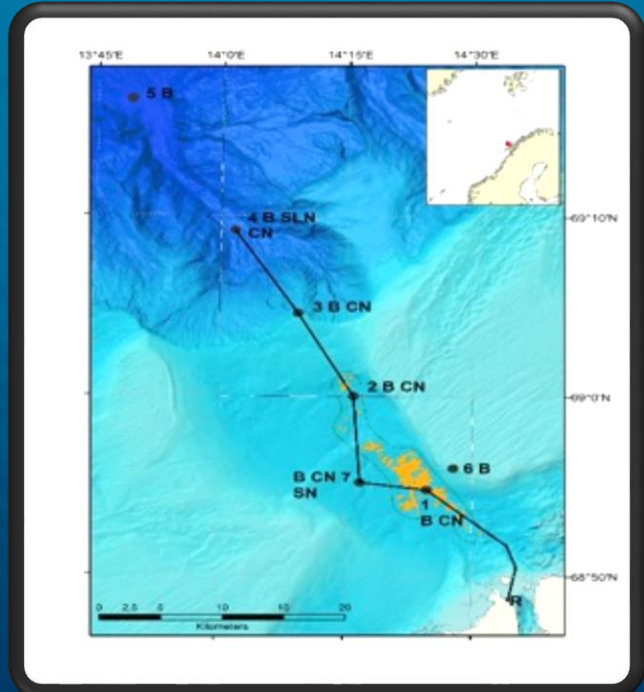 13°45'E 14°0'E 14°15'E 14°30'E
5 B
69°10'N
4 B SLN
CN
3 B CN
2 B CN
69°0'N
6 B
B CN 7
SN
1
B CN
68°50'N
R
0 2,5 5 10 15 20
Kilometers